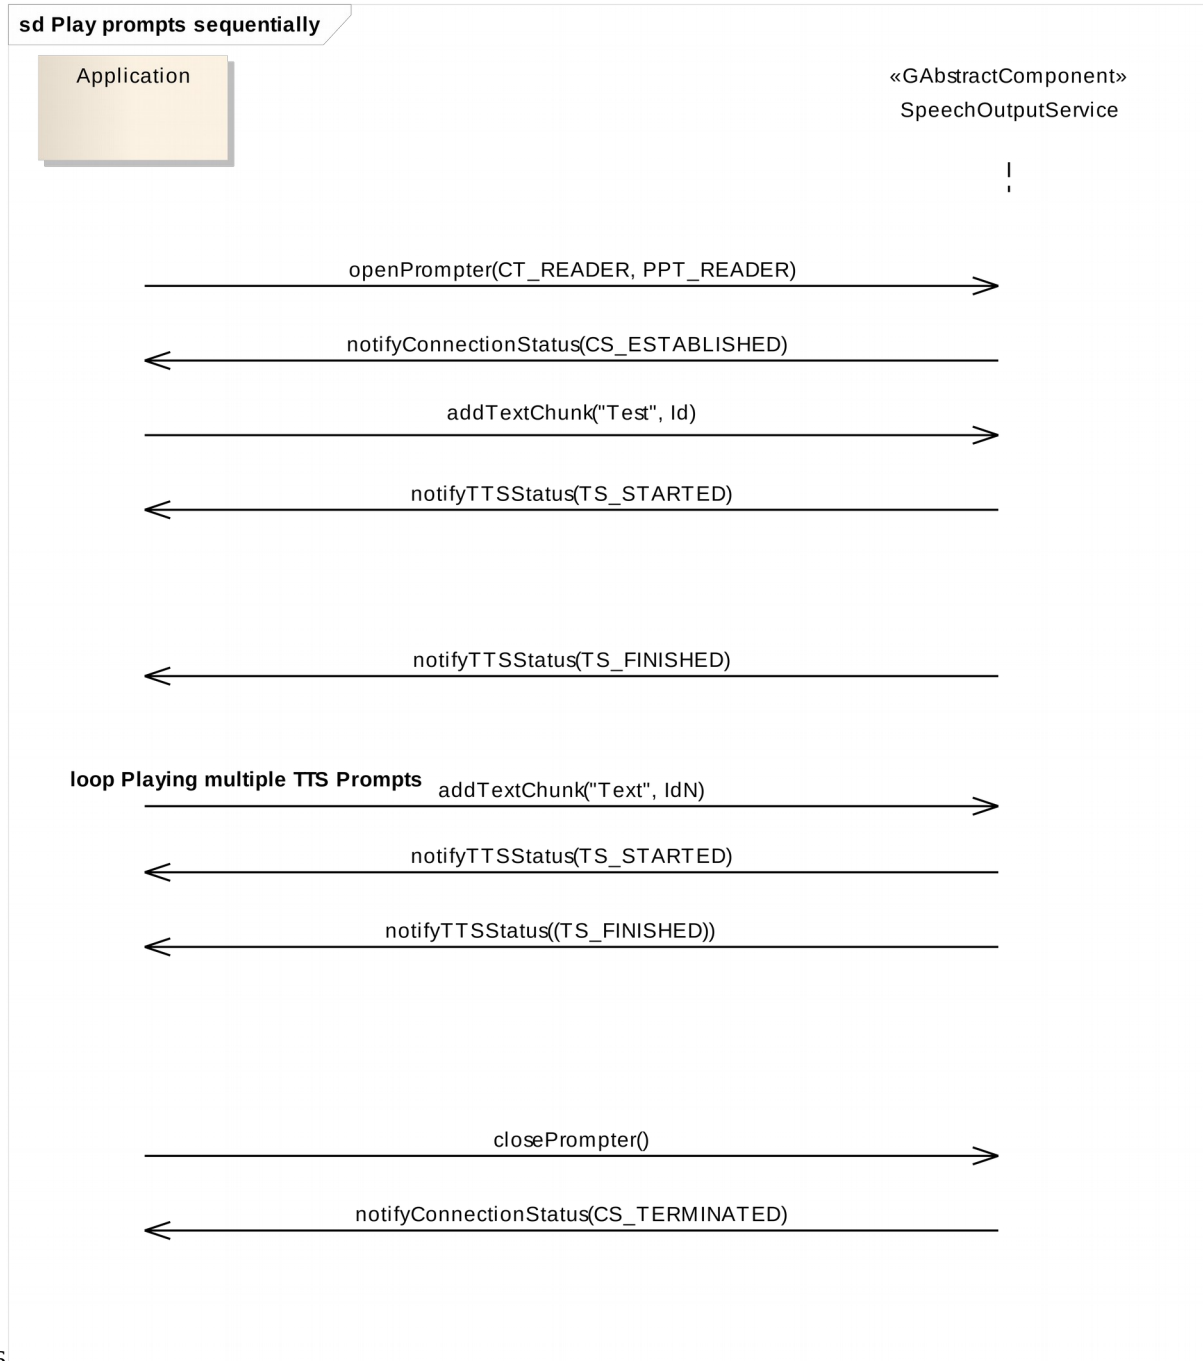 sd Play prompts sequentially
Application
«GAbstractComponent»
SpeechOutputService
openPrompter(CT_READER, PPT_READER)
notifyConnectionStatus(CS_ESTABLISHED)
addTextChunk("Test", Id)
notifyTTSStatus(TS_STARTED)
notifyTTSStatus(TS_FINISHED)
loop Playing multiple TTS Prompts
addTextChunk("Text", IdN)
notifyTTSStatus(TS_STARTED)
notifyTTSStatus((TS_FINISHED))
closePrompter()
notifyConnectionStatus(CS_TERMINATED)